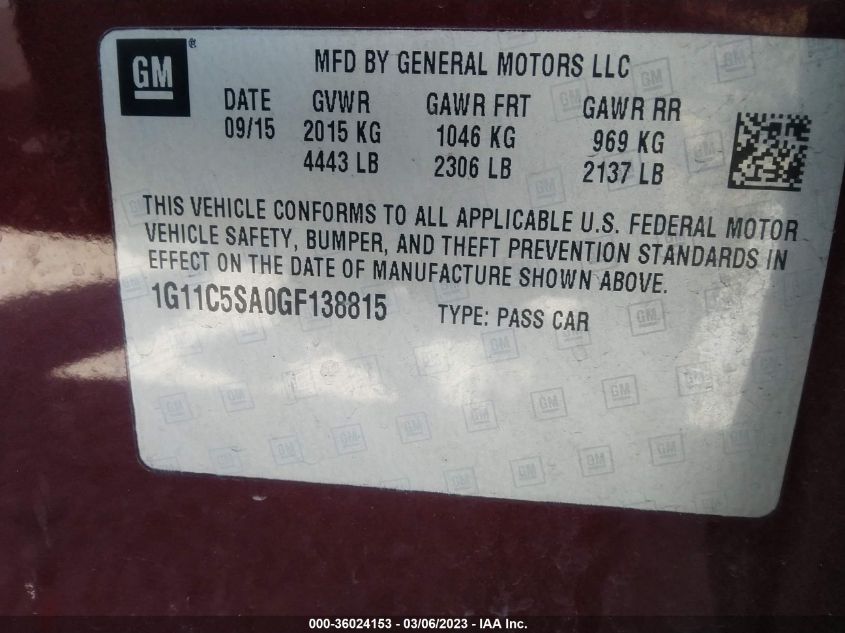 GM ®
MFD BY GENERAL MOTORS LLC
DATE GVWR GAWR FRT GAWR RR
09/15 2015 KG 1046 KG 969 KG
4443 LB 2306 LB 2137 LB
THIS VEHICLE CONFORMS TO ALL APPLICABLE U.S. FEDERAL MOTOR
VEHICLE SAFETY, BUMPER, AND THEFT PREVENTION STANDARDS IN
EFFECT ON THE DATE OF MANUFACTURE SHOWN ABOVE.
1G11C5SA0GF138815 TYPE: PASS CAR
000-36024153 - 03/06/2023 - IAA Inc.